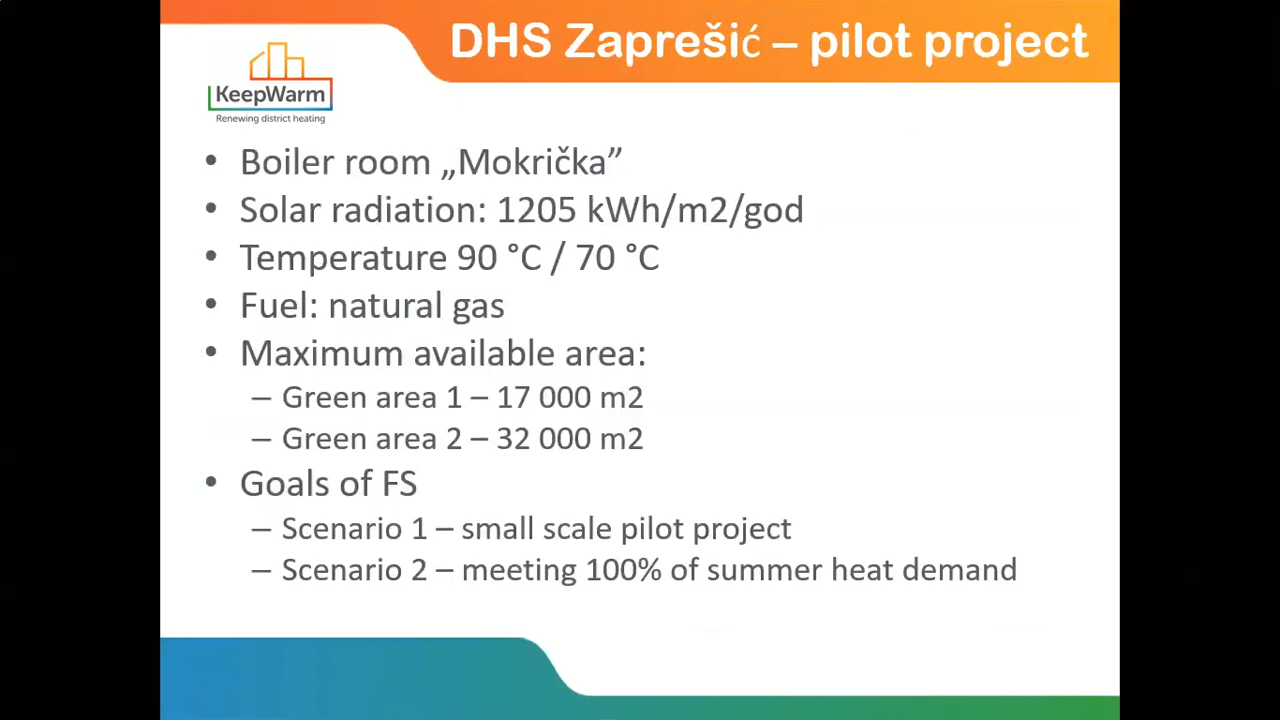 DHS Zaprešić – pilot project
KeepWarm
Renewing district heating
• Boiler room „Mokrička”
• Solar radiation: 1205 kWh/m2/god
• Temperature 90 °C / 70 °C
• Fuel: natural gas
• Maximum available area:
– Green area 1 – 17 000 m2
– Green area 2 – 32 000 m2
• Goals of FS
– Scenario 1 – small scale pilot project
– Scenario 2 – meeting 100% of summer heat demand